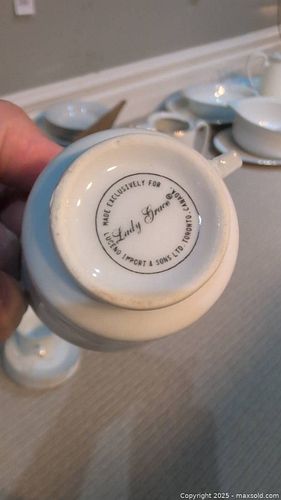 MADE EXCLUSIVELY FOR
Lady Grace®
LUCENO IMPORT & SONS LTD. TORONTO, CANADA.
Copyright © 2025 - maxsold.com